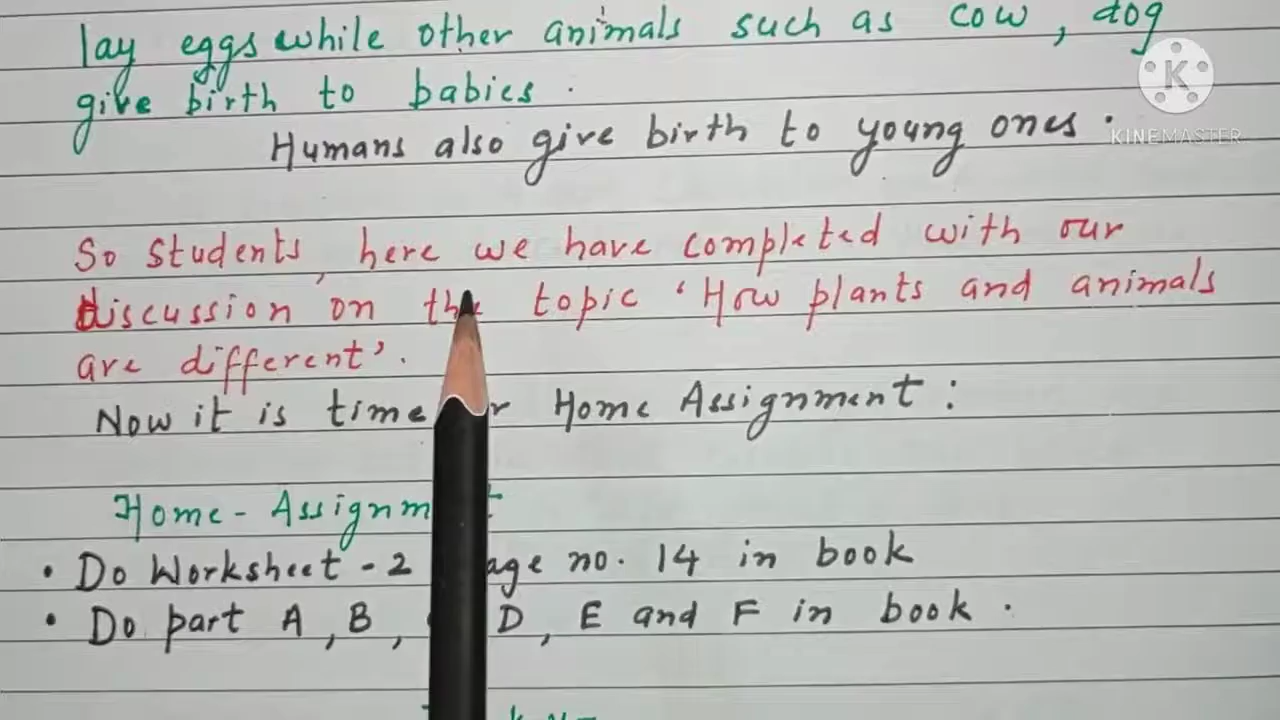 lay eggs while other animals such as cow, dog
give birth to babies.
Humans also give birth to young ones.
So students, here we have completed with our
discussion on the topic 'How plants and animals
are different'.
Now it is time r Home Assignment:
Home-Assignm t
• Do Worksheet-2 age no. 14 in book
• Do part A, B, D, E and F in book.
K
KINEMASTER